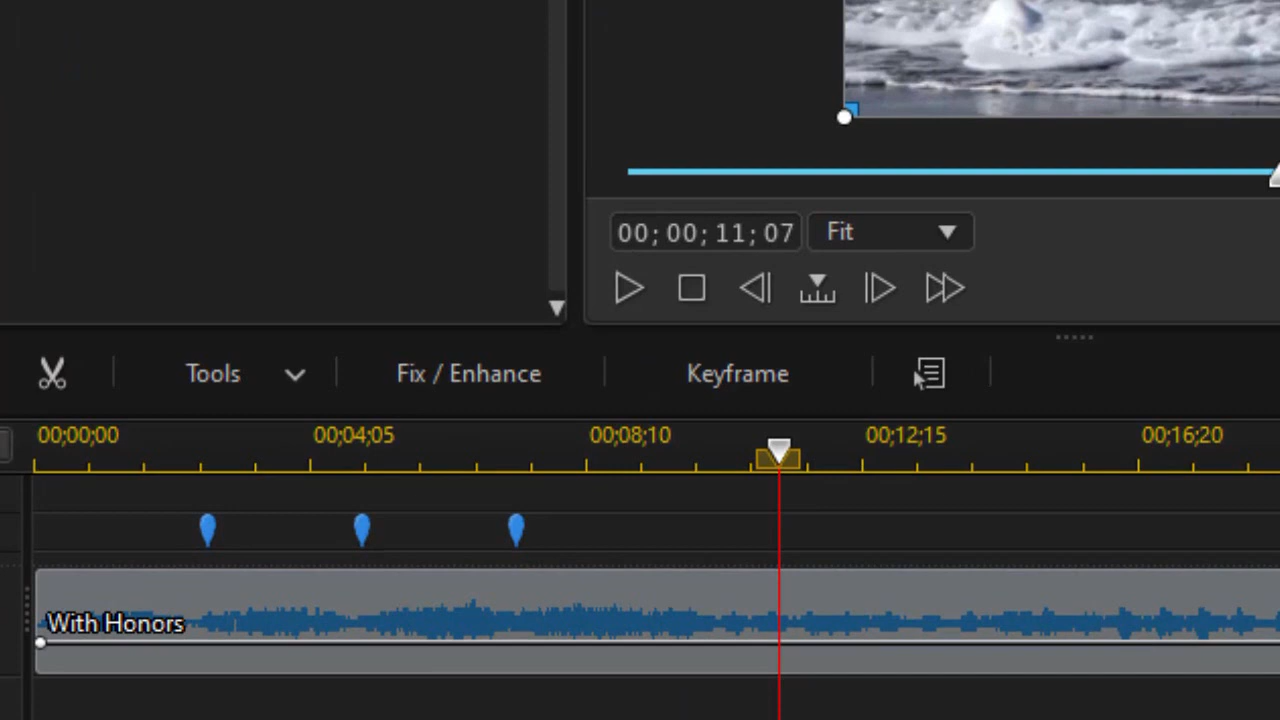 00; 00; 11; 07 Fit
Tools Fix / Enhance Keyframe
00;00;00 00;04;05 00;08;10 00;12;15 00;16;20
With Honors